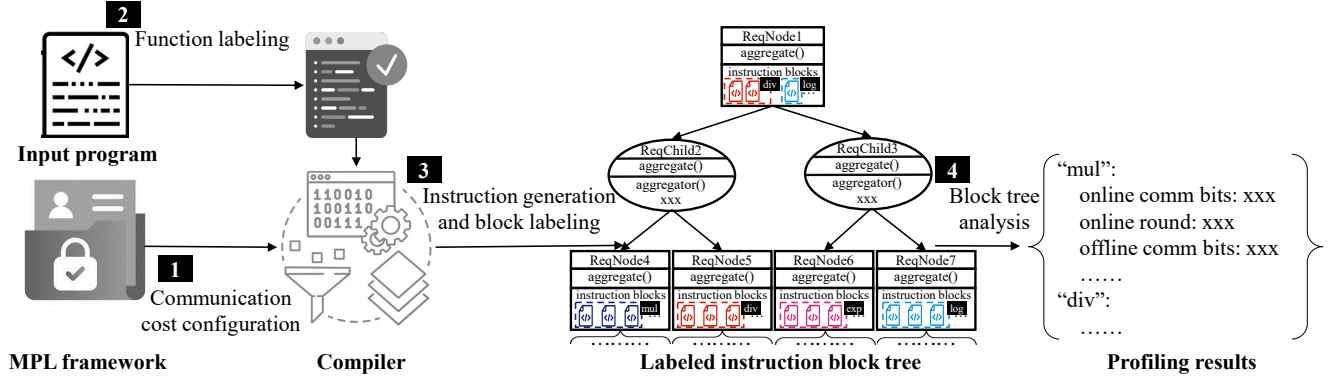 2
Function labeling
</>
Input program
1
Communication
cost configuration
MPL framework
110010
100110
00111
Compiler
3
Instruction generation
and block labeling
ReqNode1
aggregate()
instruction blocks
div
log
...
ReqChild2
aggregate()
aggregator()
xxx
ReqChild3
aggregate()
aggregator()
xxx
ReqNode4
aggregate()
instruction blocks
mul
...
ReqNode5
aggregate()
instruction blocks
div
...
ReqNode6
aggregate()
instruction blocks
exp
...
ReqNode7
aggregate()
instruction blocks
log
...
………
………
………
………
Labeled instruction block tree
4
Block tree
analysis
“mul”:
online comm bits: xxx
online round: xxx
offline comm bits: xxx
……
“div”:
……
Profiling results